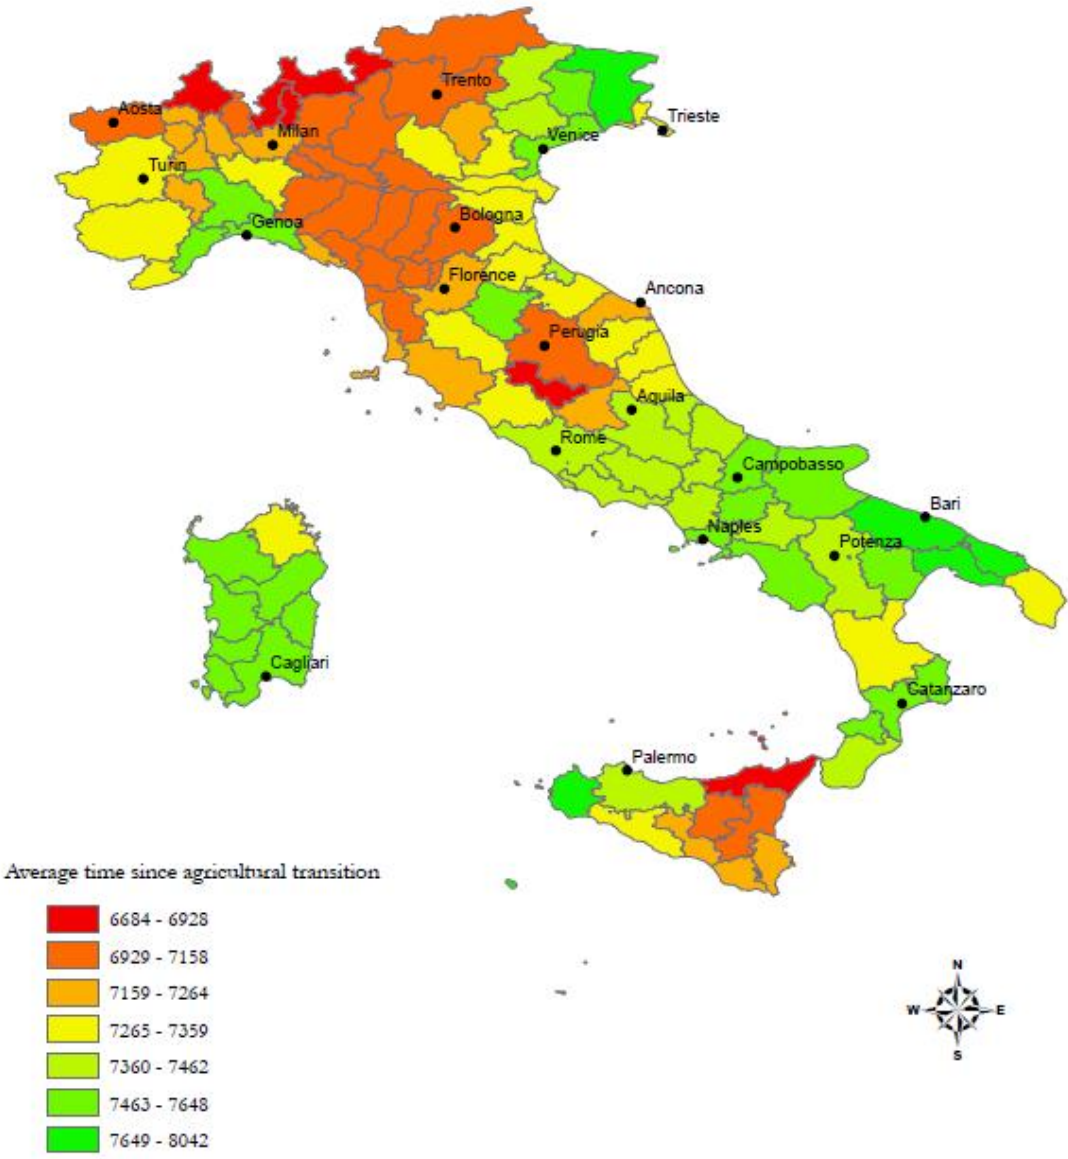 Trento
Aosta
Trieste
Milan
Venice
Turin
Bologna
Genoa
Florence
Ancona
Perugia
Aquila
Rome
Campobasso
Bari
Naples
Potenza
Cagliari
Catanzaro
Palermo
Average time since agricultural transition
6684 - 6928
6929 - 7158
7159 - 7264
7265 - 7359
7360 - 7462
7463 - 7648
7649 - 8042
N
W E
S